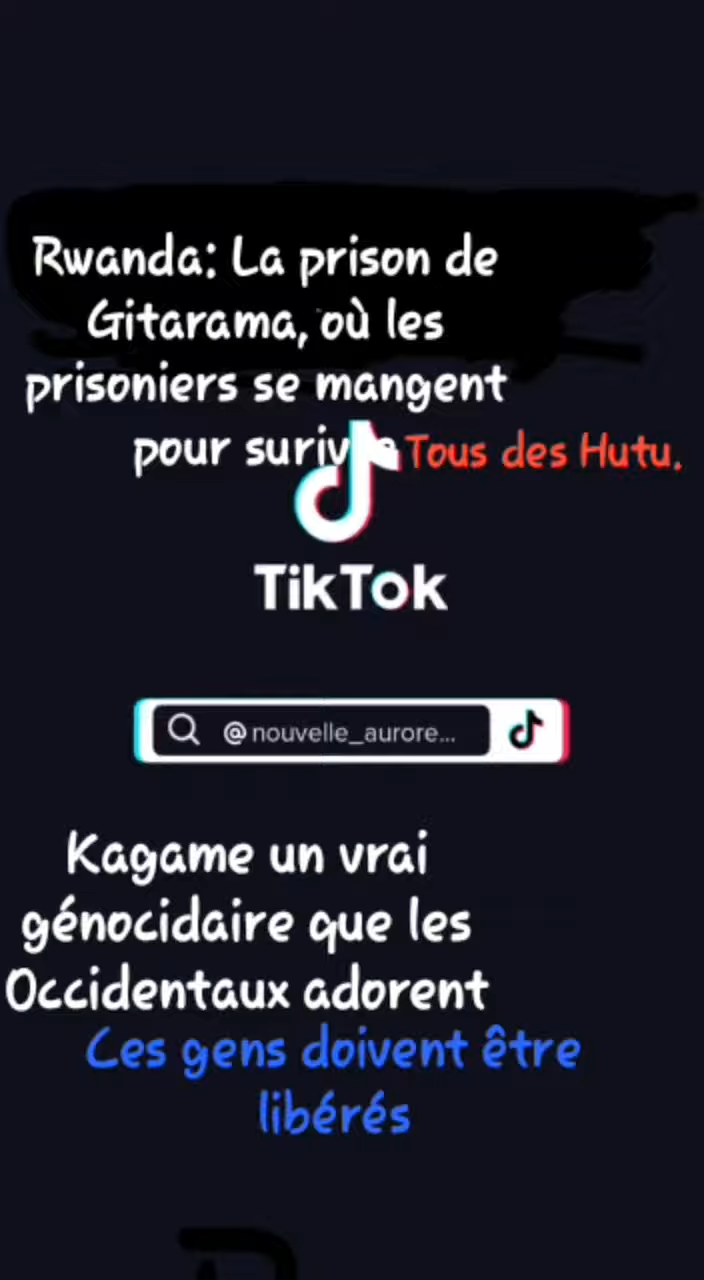 Rwanda: La prison de
Gitarama, où les
prisoniers se mangent
pour surivre Tous des Hutu.
TikTok
@nouvelle_aurore...
Kagame un vrai
génocidaire que les
Occidentaux adorent
Ces gens doivent être
libérés